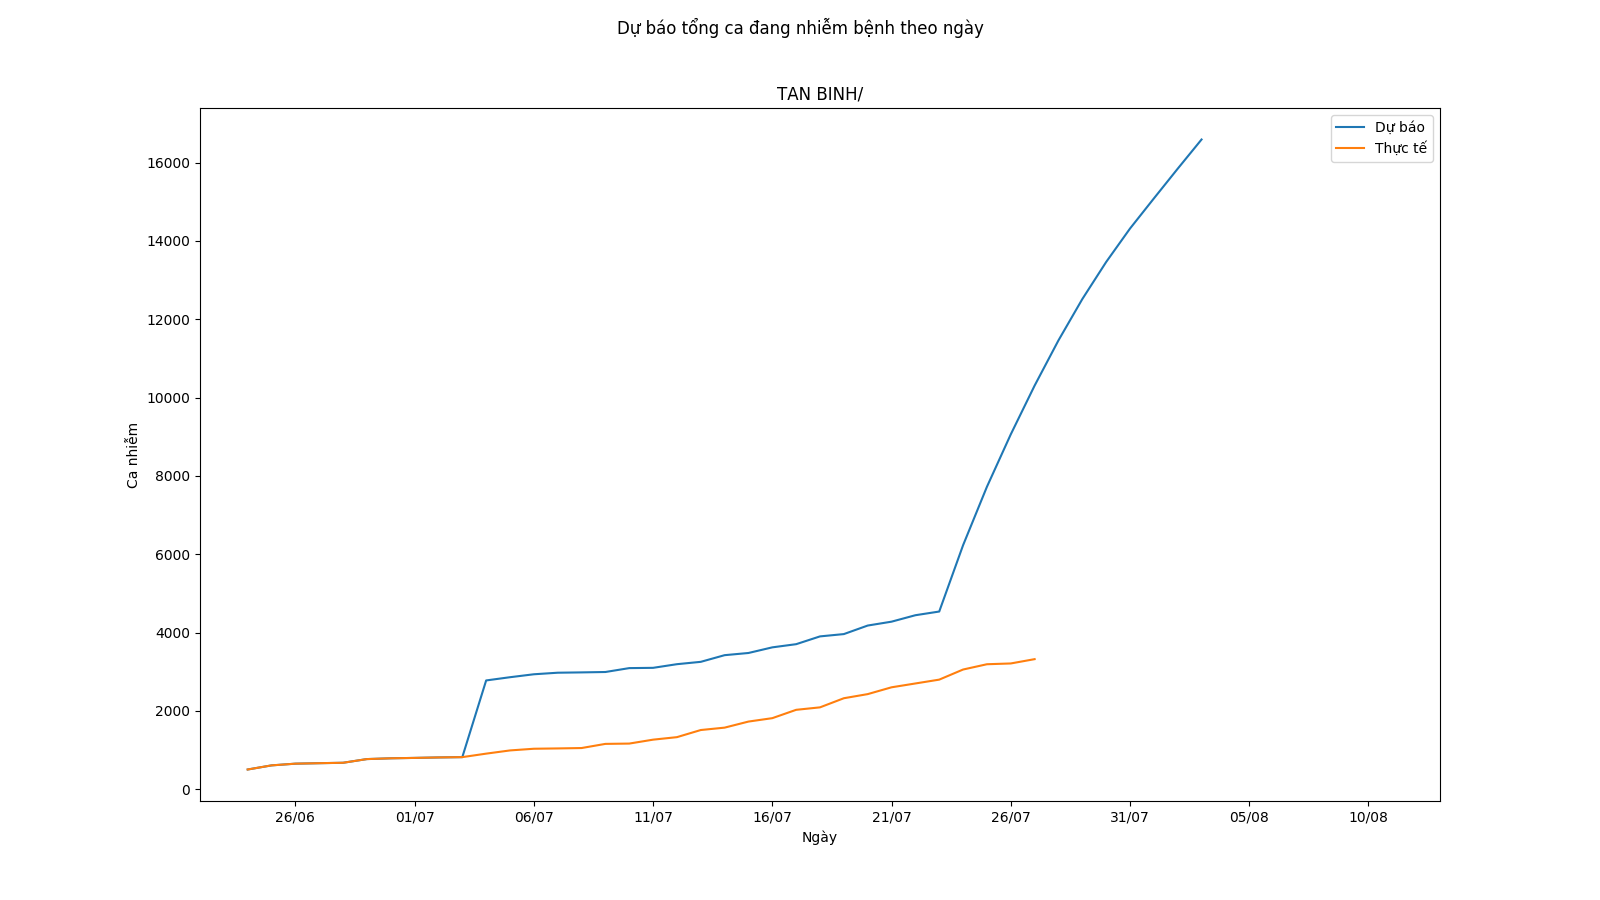 Dự báo tổng ca đang nhiễm bệnh theo ngày
TAN BINH/
Dự báo
Thực tế
16000
14000
12000
10000
8000
6000
4000
2000
0
Ca nhiễm
26/06 01/07 06/07 11/07 16/07 21/07 26/07 31/07 05/08 10/08
Ngày